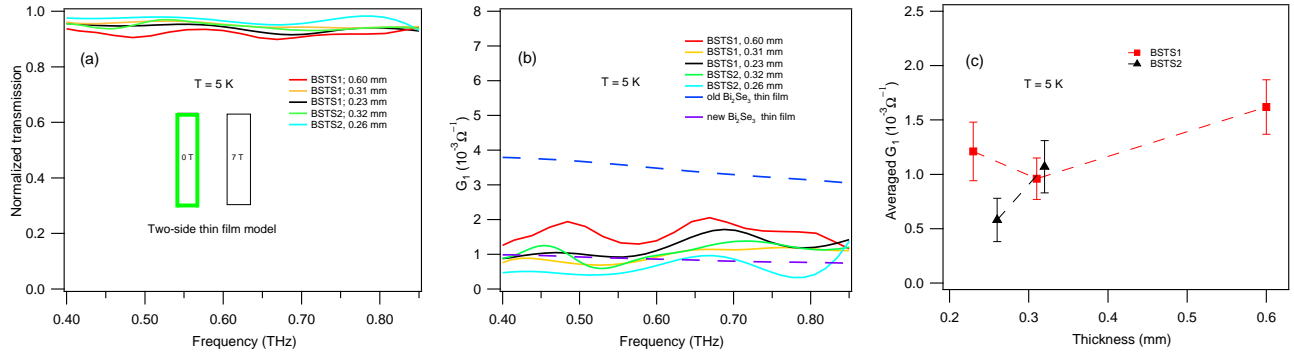 Normalized transmission
1.0
0.8
0.6
0.4
0.2
0.0
(a)
T = 5 K
BSTS1; 0.60 mm
BSTS1; 0.31 mm
BSTS1; 0.23 mm
BSTS2; 0.32 mm
BSTS2, 0.26 mm
0 T
7 T
Two-side thin film model
0.40
0.50
0.60
0.70
0.80
Frequency (THz)
G₁ (10⁻³Ω⁻¹)
8
7
6
5
4
3
2
1
0
(b)
T = 5 K
BSTS1, 0.60 mm
BSTS1, 0.31 mm
BSTS1, 0.23 mm
BSTS2, 0.32 mm
BSTS2, 0.26 mm
old Bi₂Se₃ thin film
new Bi₂Se₃ thin film
0.40
0.50
0.60
0.70
0.80
Frequency (THz)
Averaged G₁ (10⁻³Ω⁻¹)
2.5
2.0
1.5
1.0
0.5
0.0
(c)
T = 5 K
BSTS1
BSTS2
0.2
0.3
0.4
0.5
0.6
Thickness (mm)